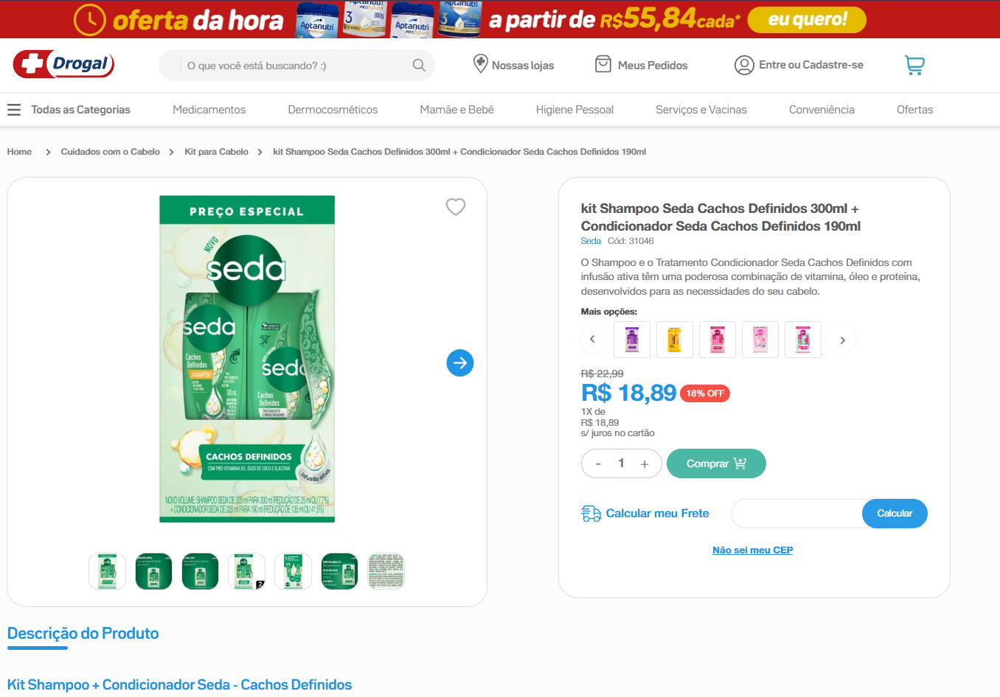 oferta da hora
a partir de R$55,84 cada*
eu quero!
Drogal
O que você está buscando? :)
Nossas lojas
Meus Pedidos
Entre ou Cadastre-se
Todas as Categorias
Medicamentos
Dermocosméticos
Mamãe e Bebê
Higiene Pessoal
Serviços e Vacinas
Conveniência
Ofertas
Home
Cuidados com o Cabelo
Kit para Cabelo
kit Shampoo Seda Cachos Definidos 300ml + Condicionador Seda Cachos Definidos 190ml
PREÇO ESPECIAL
NOVO
seda
seda
Cachos
Definidos
SHAMPOO
300 ml
seda
Cachos
Definidos
TRATAMENTO
CONDICIONADOR
CACHOS DEFINIDOS
COM PRÓ-VITAMINA B5, ÓLEO DE COCO E ELASTINA
infusão ativa
NOVO VOLUME: SHAMPOO SEDA DE 325 ml PARA 300 ml (REDUÇÃO DE 25 ml OU 7,7%)
+ CONDICIONADOR SEDA DE 325 ml PARA 190 ml (REDUÇÃO DE 135 ml OU 41,5%)
2
kit Shampoo Seda Cachos Definidos 300ml +
Condicionador Seda Cachos Definidos 190ml
Seda Cód: 31046
O Shampoo e o Tratamento Condicionador Seda Cachos Definidos com
infusão ativa têm uma poderosa combinação de vitamina, óleo e proteína,
desenvolvidos para as necessidades do seu cabelo.
Mais opções:
R$ 22,99
R$ 18,89 18% OFF
1X de
R$ 18,89
s/ juros no cartão
- 1 +
Comprar
Calcular meu Frete
Calcular
Não sei meu CEP
Descrição do Produto
Kit Shampoo + Condicionador Seda - Cachos Definidos